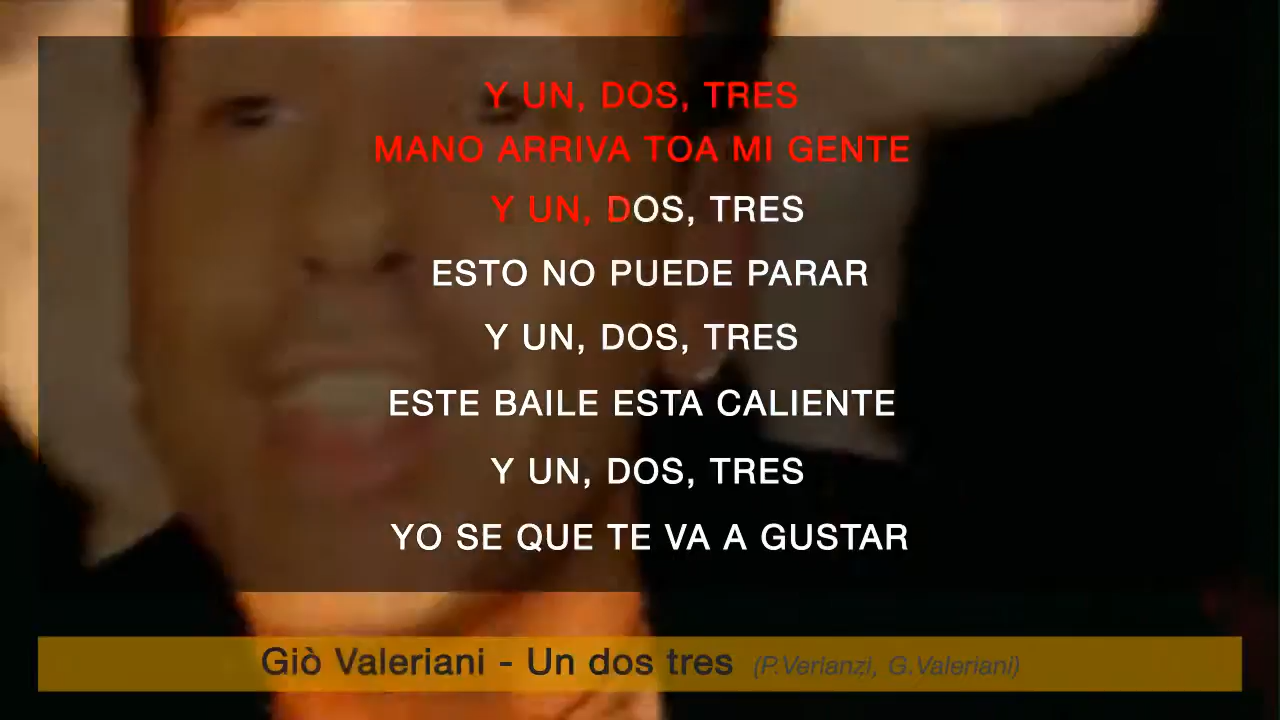 Y UN, DOS, TRES
MANO ARRIVA TOA MI GENTE
Y UN, DOS, TRES
ESTO NO PUEDE PARAR
Y UN, DOS, TRES
ESTE BAILE ESTA CALIENTE
Y UN, DOS, TRES
YO SE QUE TE VA A GUSTAR
Giò Valeriani - Un dos tres (P.Verlanzi, G.Valeriani)